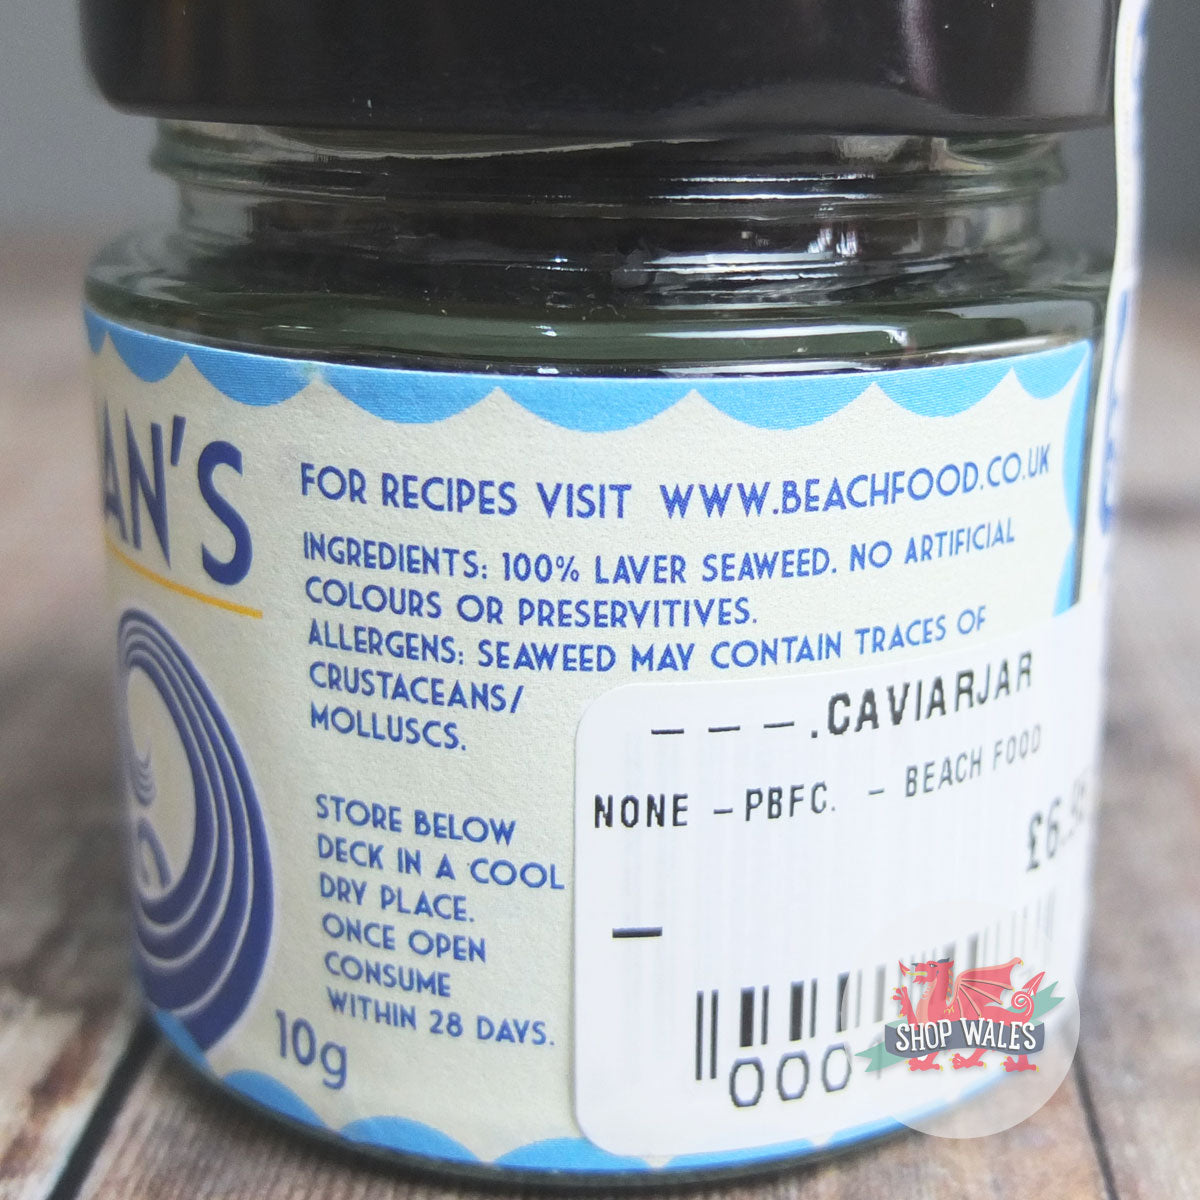 AN'S
FOR RECIPES VISIT WWW.BEACHFOOD.CO.UK
INGREDIENTS: 100% LAVER SEAWEED. NO ARTIFICIAL
COLOURS OR PRESERVITIVES.
ALLERGENS: SEAWEED MAY CONTAIN TRACES OF
CRUSTACEANS/
MOLLUSCS.
STORE BELOW
DECK IN A COOL
DRY PLACE.
ONCE OPEN
CONSUME
WITHIN 28 DAYS.
10g
– – – .CAVIARJAR
NONE –PBFC. – BEACH FOOD
–
000
SHOP WALES